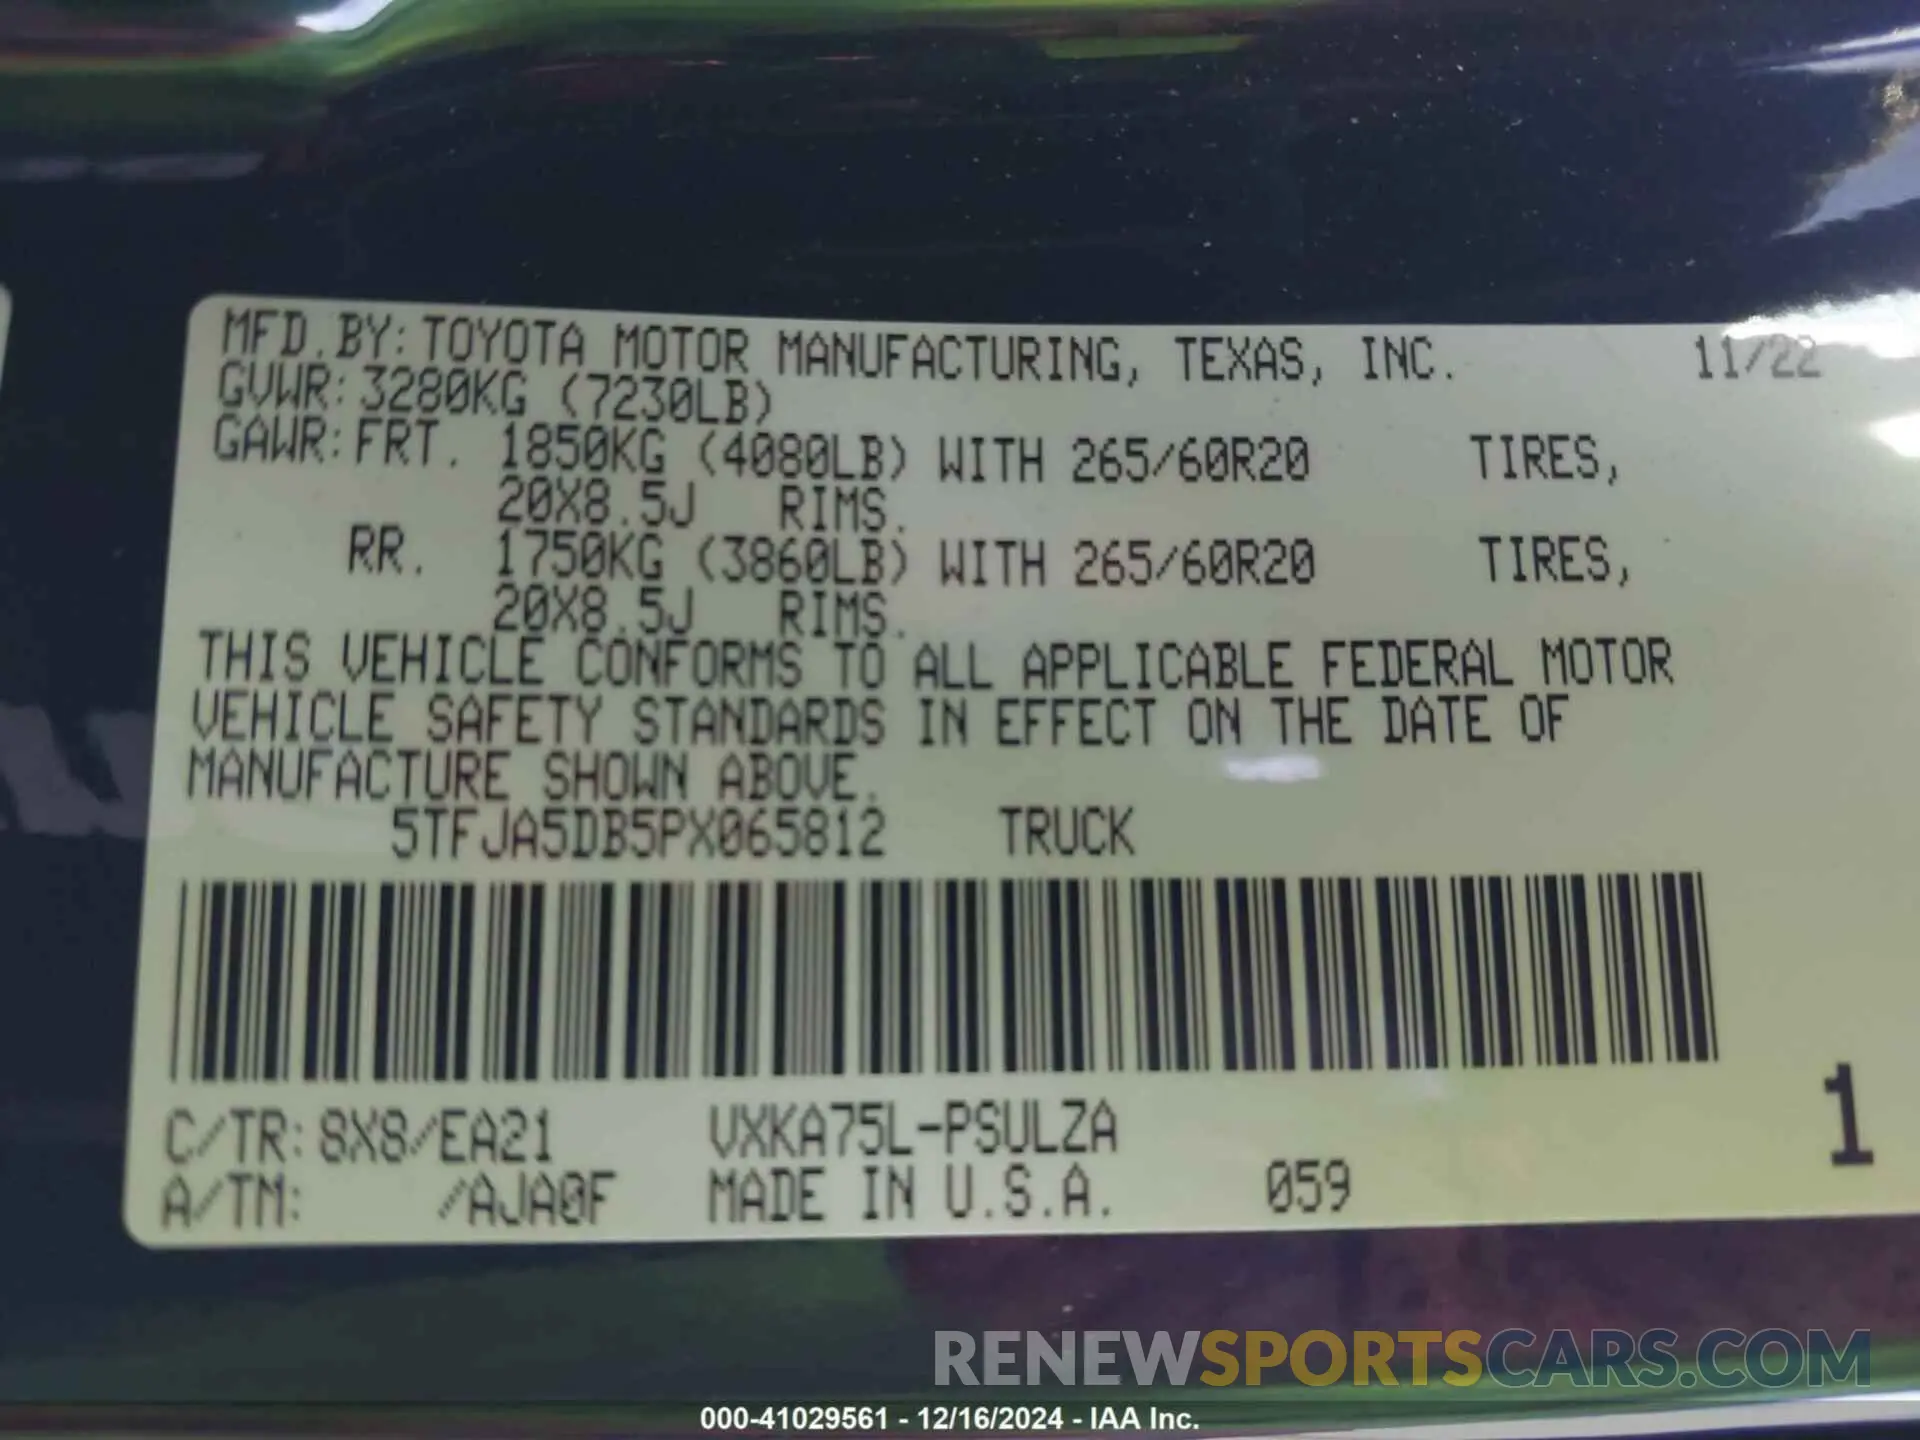 MFD.BY: TOYOTA MOTOR MANUFACTURING, TEXAS, INC. 11/22
GVWR: 3280KG (7230LB)
GAWR: FRT. 1850KG (4080LB) WITH 265/60R20 TIRES,
20X8.5J RIMS.
RR. 1750KG (3860LB) WITH 265/60R20 TIRES,
20X8.5J RIMS.
THIS VEHICLE CONFORMS TO ALL APPLICABLE FEDERAL MOTOR
VEHICLE SAFETY STANDARDS IN EFFECT ON THE DATE OF
MANUFACTURE SHOWN ABOVE.
5TFJA5DB5PX065812 TRUCK
C/TR: 8X8/EA21 VXKA75L-PSULZA
A/TM: /AJA0F MADE IN U.S.A. 059
1
RENEWSPORTSCARS.COM
000-41029561 - 12/16/2024 - IAA Inc.